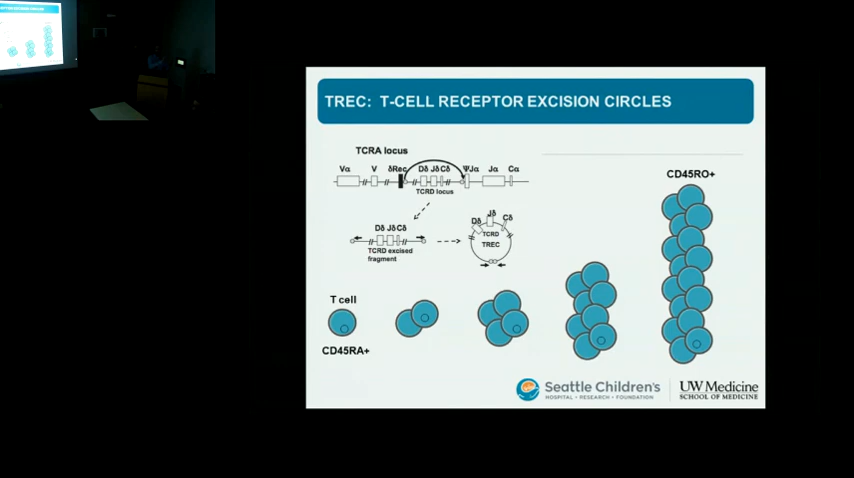 TREC: T-CELL RECEPTOR EXCISION CIRCLES
TCRA locus
Vα V δRec Dδ Jδ Cδ ΨJα Jα Cα
TCRD locus
Dδ Jδ Cδ
TCRD excised
fragment
Dδ Jδ Cδ
TCRD
TREC
CD45RO+
T cell
CD45RA+
Seattle Children's
HOSPITAL • RESEARCH • FOUNDATION
UW Medicine
SCHOOL OF MEDICINE